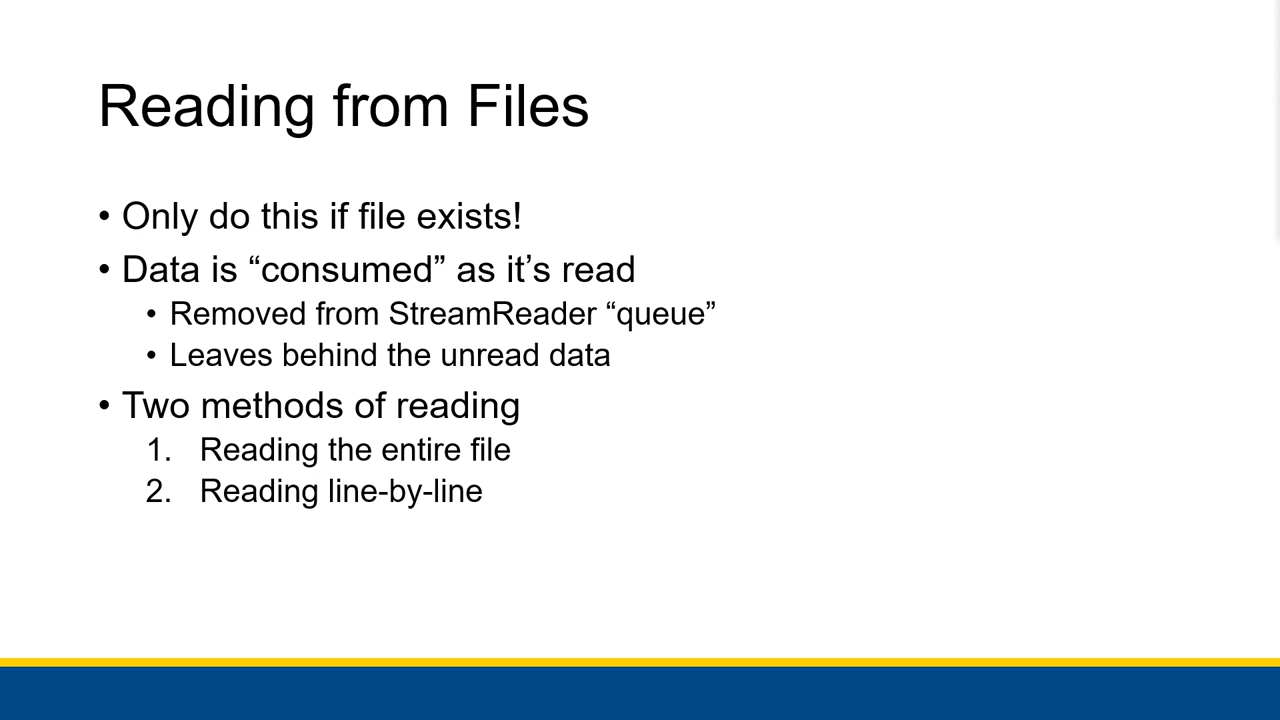 Reading from Files
• Only do this if file exists!
• Data is “consumed” as it’s read
• Removed from StreamReader “queue”
• Leaves behind the unread data
• Two methods of reading
1. Reading the entire file
2. Reading line-by-line